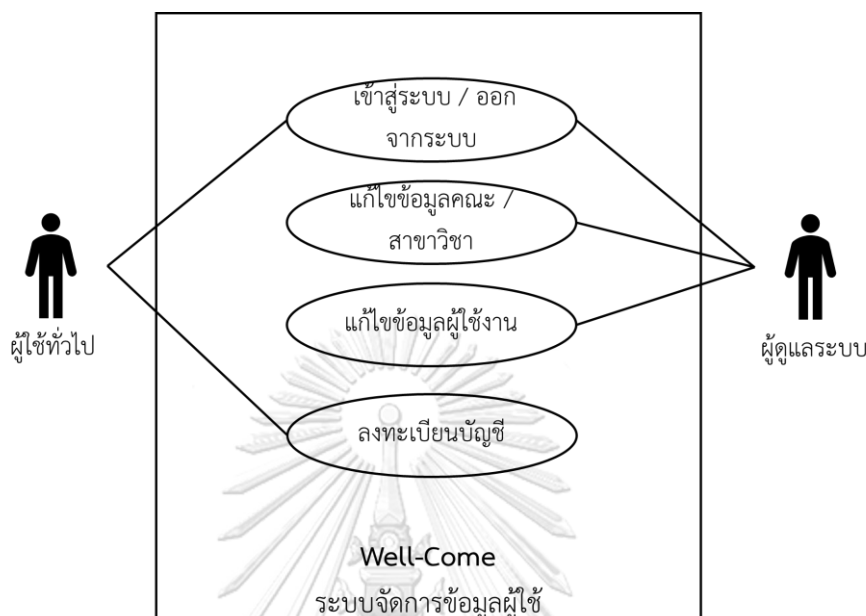 เข้าสู่ระบบ / ออก
จากระบบ
แก้ไขข้อมูลคณะ /
สาขาวิชา
แก้ไขข้อมูลผู้ใช้งาน
ผู้ใช้ทั่วไป
ผู้ดูแลระบบ
ลงทะเบียนบัญชี
Well-Come
ระบบจัดการข้อมูลผู้ใช้